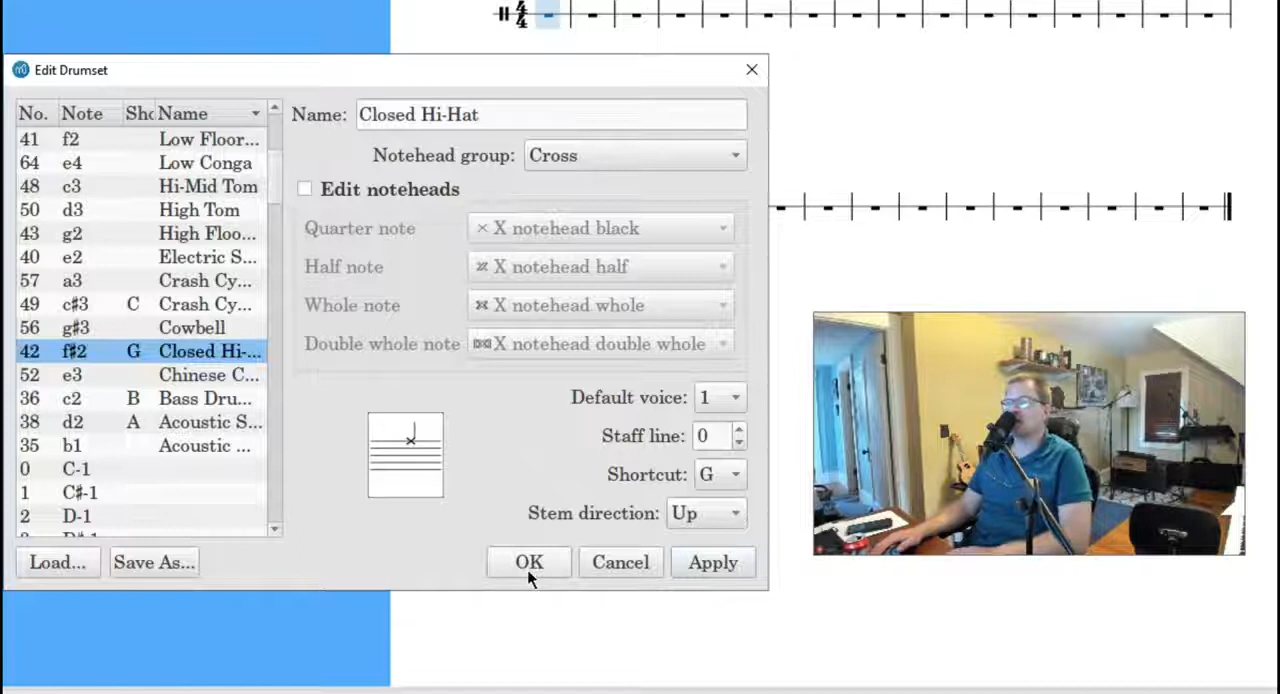 4
4
Edit Drumset
No. Note Shc Name
41 f2 Low Floor...
64 e4 Low Conga
48 c3 Hi-Mid Tom
50 d3 High Tom
43 g2 High Floo...
40 e2 Electric S...
57 a3 Crash Cy...
49 c♯3 C Crash Cy...
56 g♯3 Cowbell
42 f♯2 G Closed Hi-...
52 e3 Chinese C...
36 c2 B Bass Dru...
38 d2 A Acoustic S...
35 b1 Acoustic ...
0 C-1
1 C♯-1
2 D-1
Name: Closed Hi-Hat
Notehead group: Cross
Edit noteheads
Quarter note X notehead black
Half note X notehead half
Whole note X notehead whole
Double whole note X notehead double whole
Default voice: 1
Staff line: 0
Shortcut: G
Stem direction: Up
Load... Save As... OK Cancel Apply